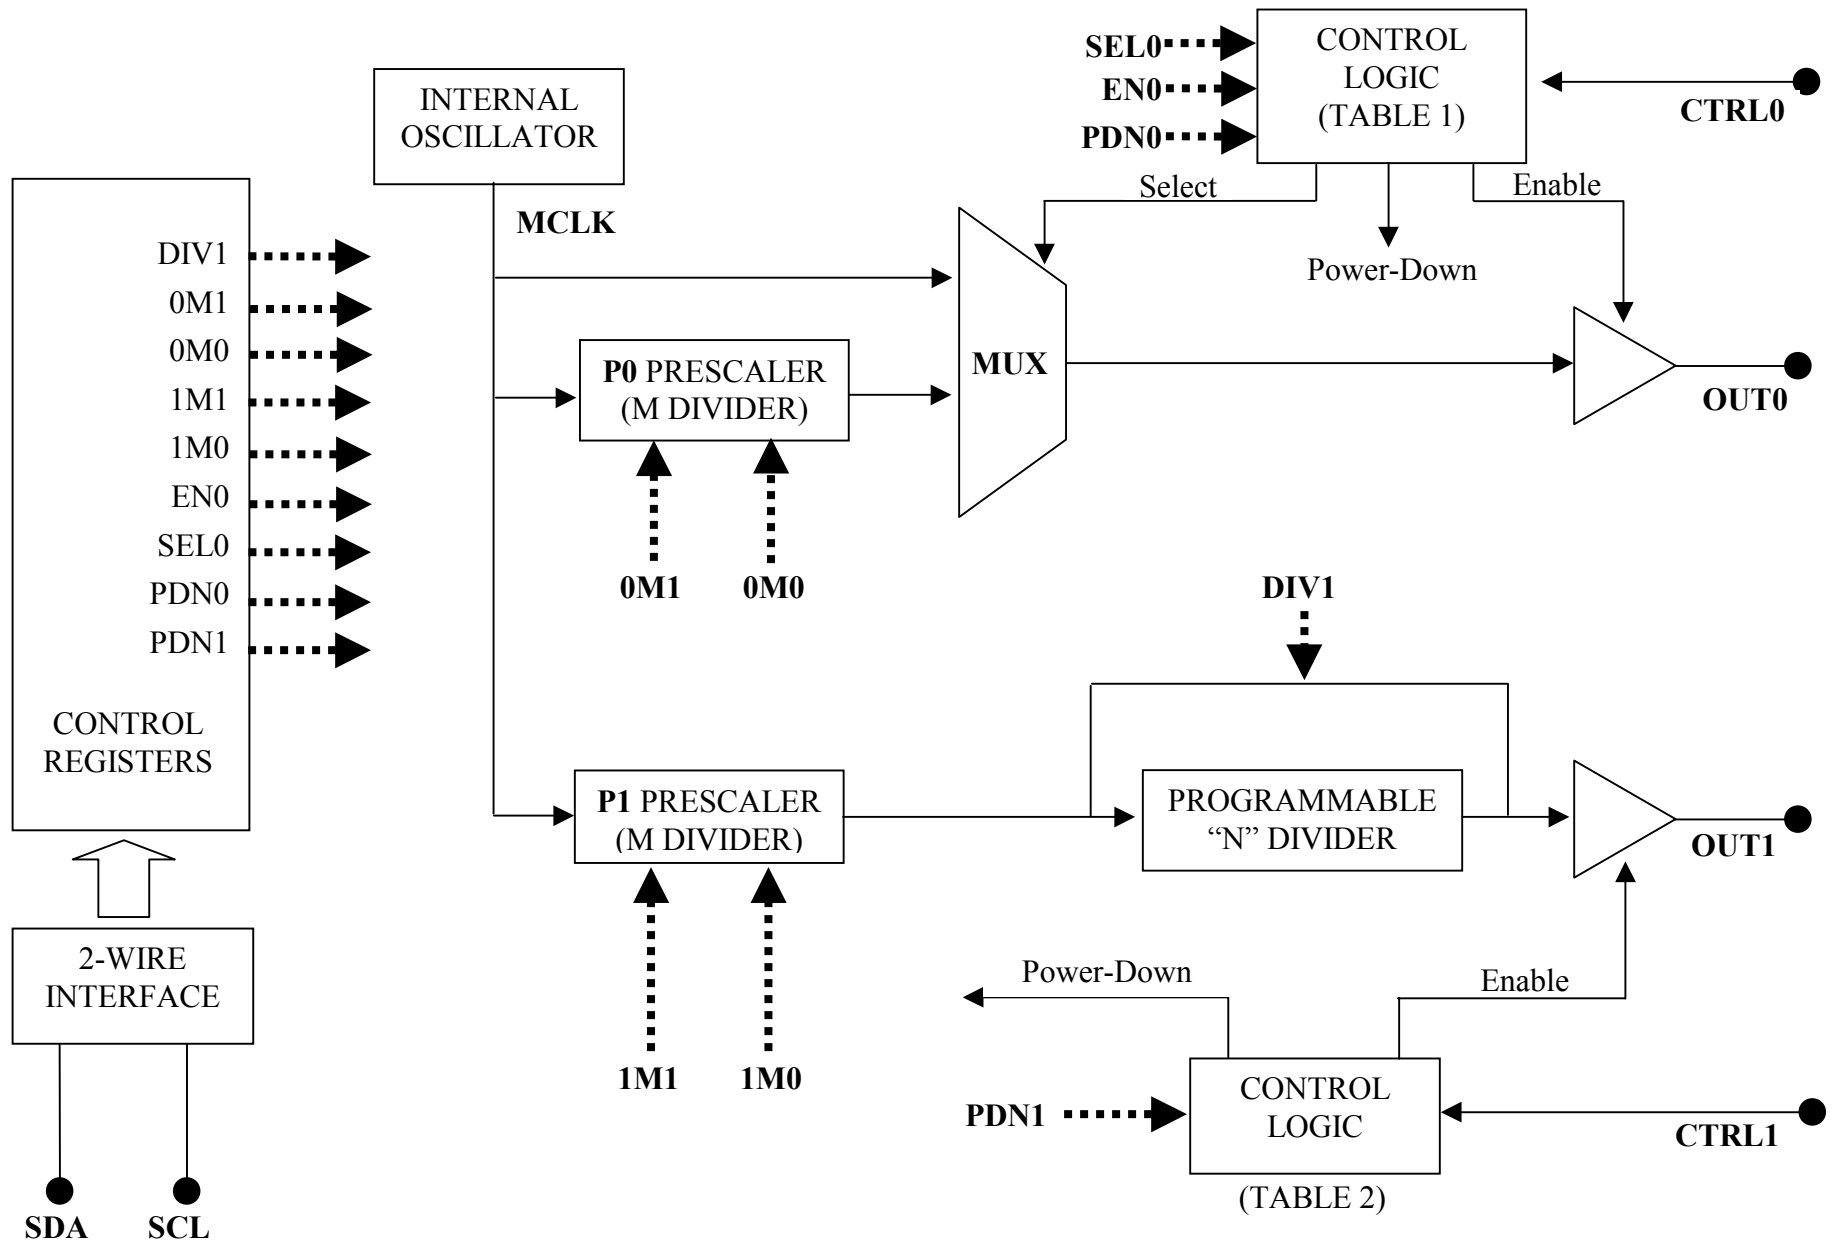 SEL0
EN0
PDN0
CONTROL
LOGIC
(TABLE 1)
CTRL0
INTERNAL
OSCILLATOR
Select
Enable
MCLK
Power-Down
DIV1
0M1
0M0
1M1
1M0
EN0
SEL0
PDN0
PDN1
CONTROL
REGISTERS
P0 PRESCALER
(M DIVIDER)
MUX
OUT0
0M1
0M0
DIV1
P1 PRESCALER
(M DIVIDER)
PROGRAMMABLE
“N” DIVIDER
OUT1
2-WIRE
INTERFACE
Power-Down
Enable
1M1
1M0
PDN1
CONTROL
LOGIC
CTRL1
(TABLE 2)
SDA
SCL